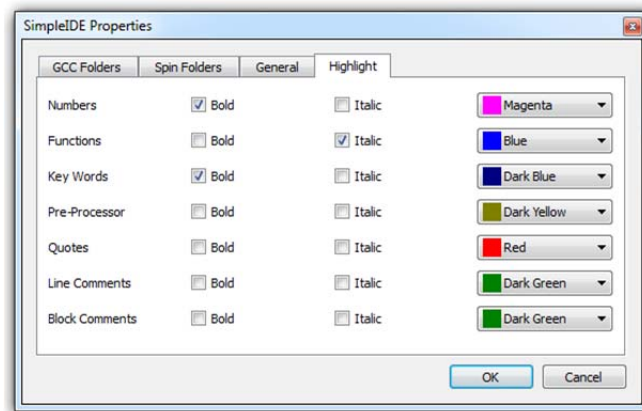 SimpleIDE Properties
GCC Folders Spin Folders General Highlight
Numbers Bold Italic Magenta
Functions Bold Italic Blue
Key Words Bold Italic Dark Blue
Pre-Processor Bold Italic Dark Yellow
Quotes Bold Italic Red
Line Comments Bold Italic Dark Green
Block Comments Bold Italic Dark Green
OK Cancel